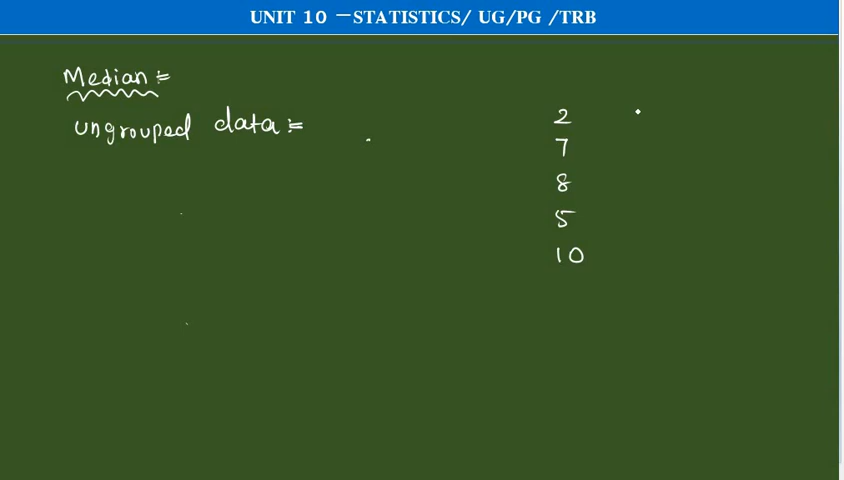 UNIT 10 –STATISTICS/ UG/PG /TRB
Median :=
ungrouped data :=
2
7
8
5
10